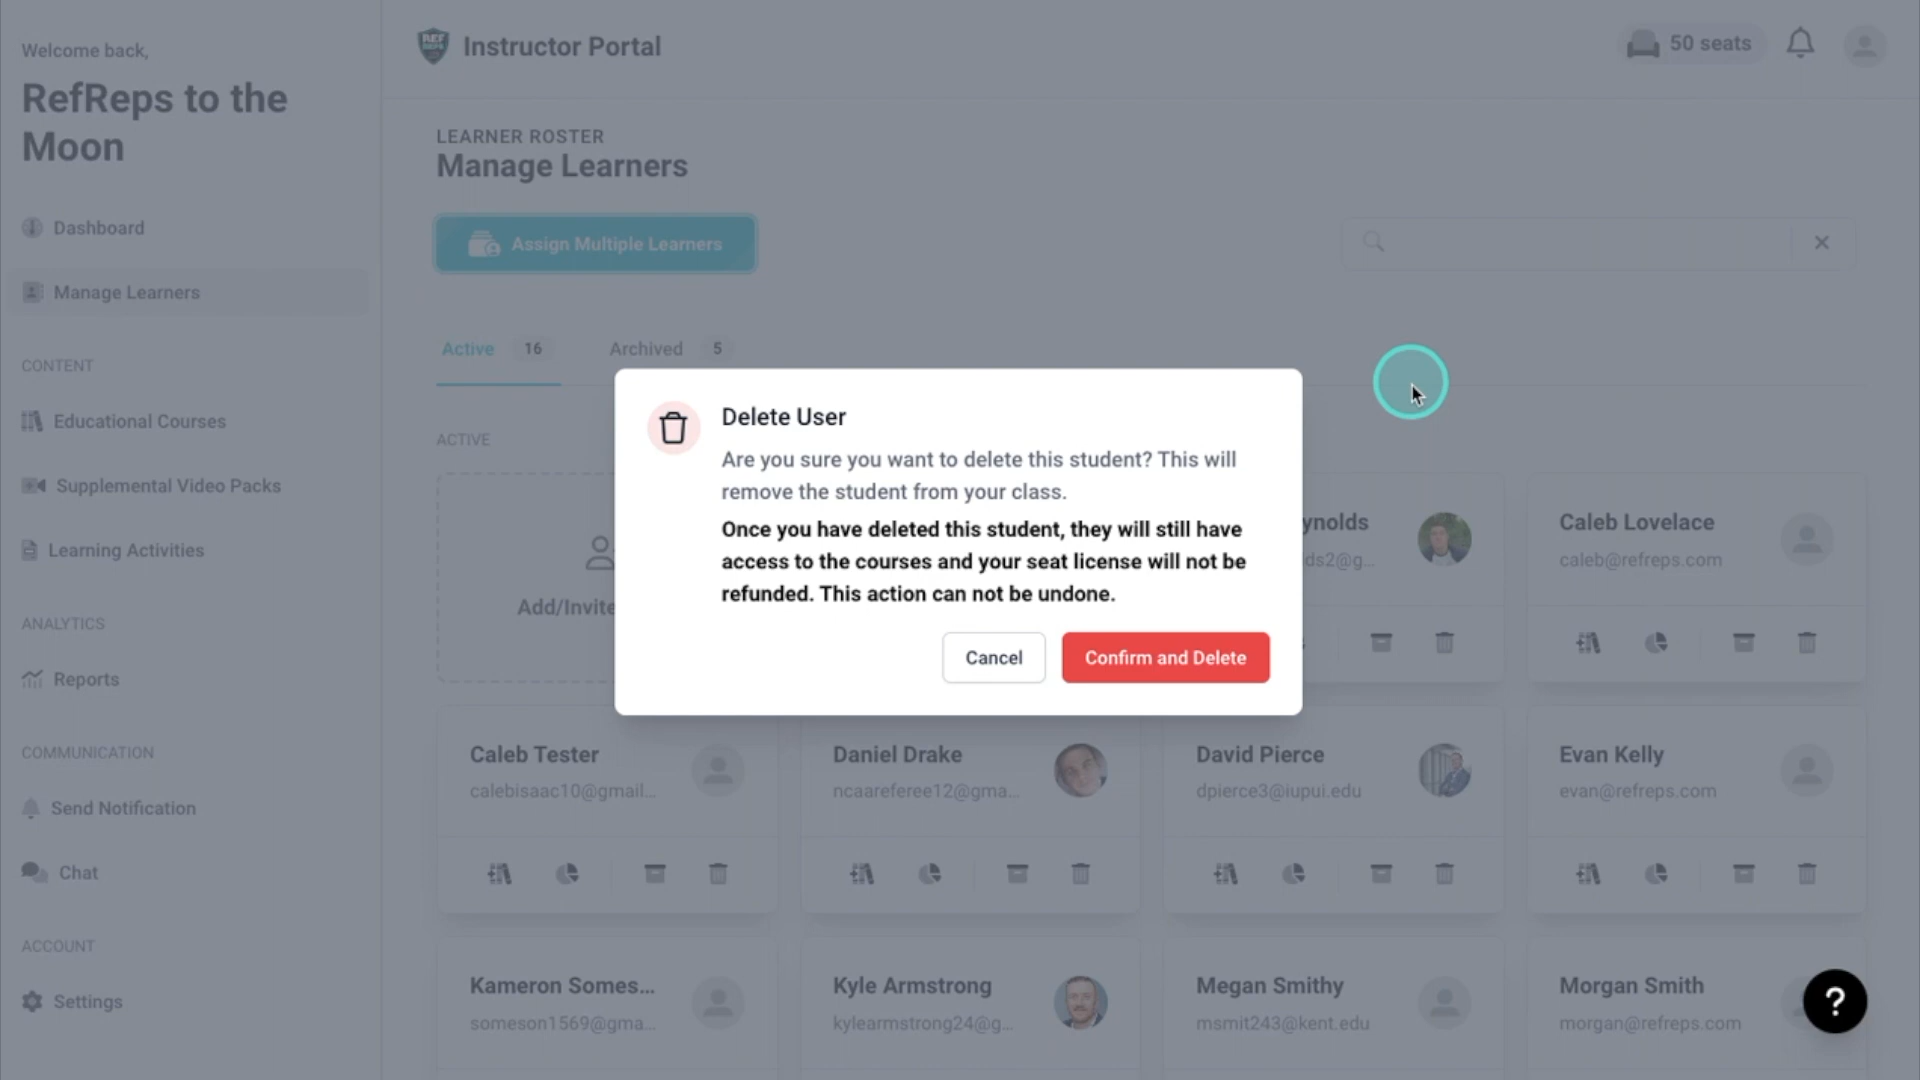 Welcome back,
RefReps to the
Moon
Dashboard
Manage Learners
CONTENT
Educational Courses
Supplemental Video Packs
Learning Activities
ANALYTICS
Reports
COMMUNICATION
Send Notification
Chat
ACCOUNT
Settings
REF
REPS
Instructor Portal
50 seats
LEARNER ROSTER
Manage Learners
Assign Multiple Learners
Active 16
Archived 5
ACTIVE
Add/Invite
Delete User
Are you sure you want to delete this student? This will
remove the student from your class.
Once you have deleted this student, they will still have
access to the courses and your seat license will not be
refunded. This action can not be undone.
Cancel
Confirm and Delete
ynolds
ds2@g...
Caleb Lovelace
caleb@refreps.com
Caleb Tester
calebisaac10@gmail...
Daniel Drake
ncaareferee12@gma...
David Pierce
dpierce3@iupui.edu
Evan Kelly
evan@refreps.com
Kameron Somes...
someson1569@gma...
Kyle Armstrong
kylearmstrong24@g...
Megan Smithy
msmit243@kent.edu
Morgan Smith
morgan@refreps.com
?